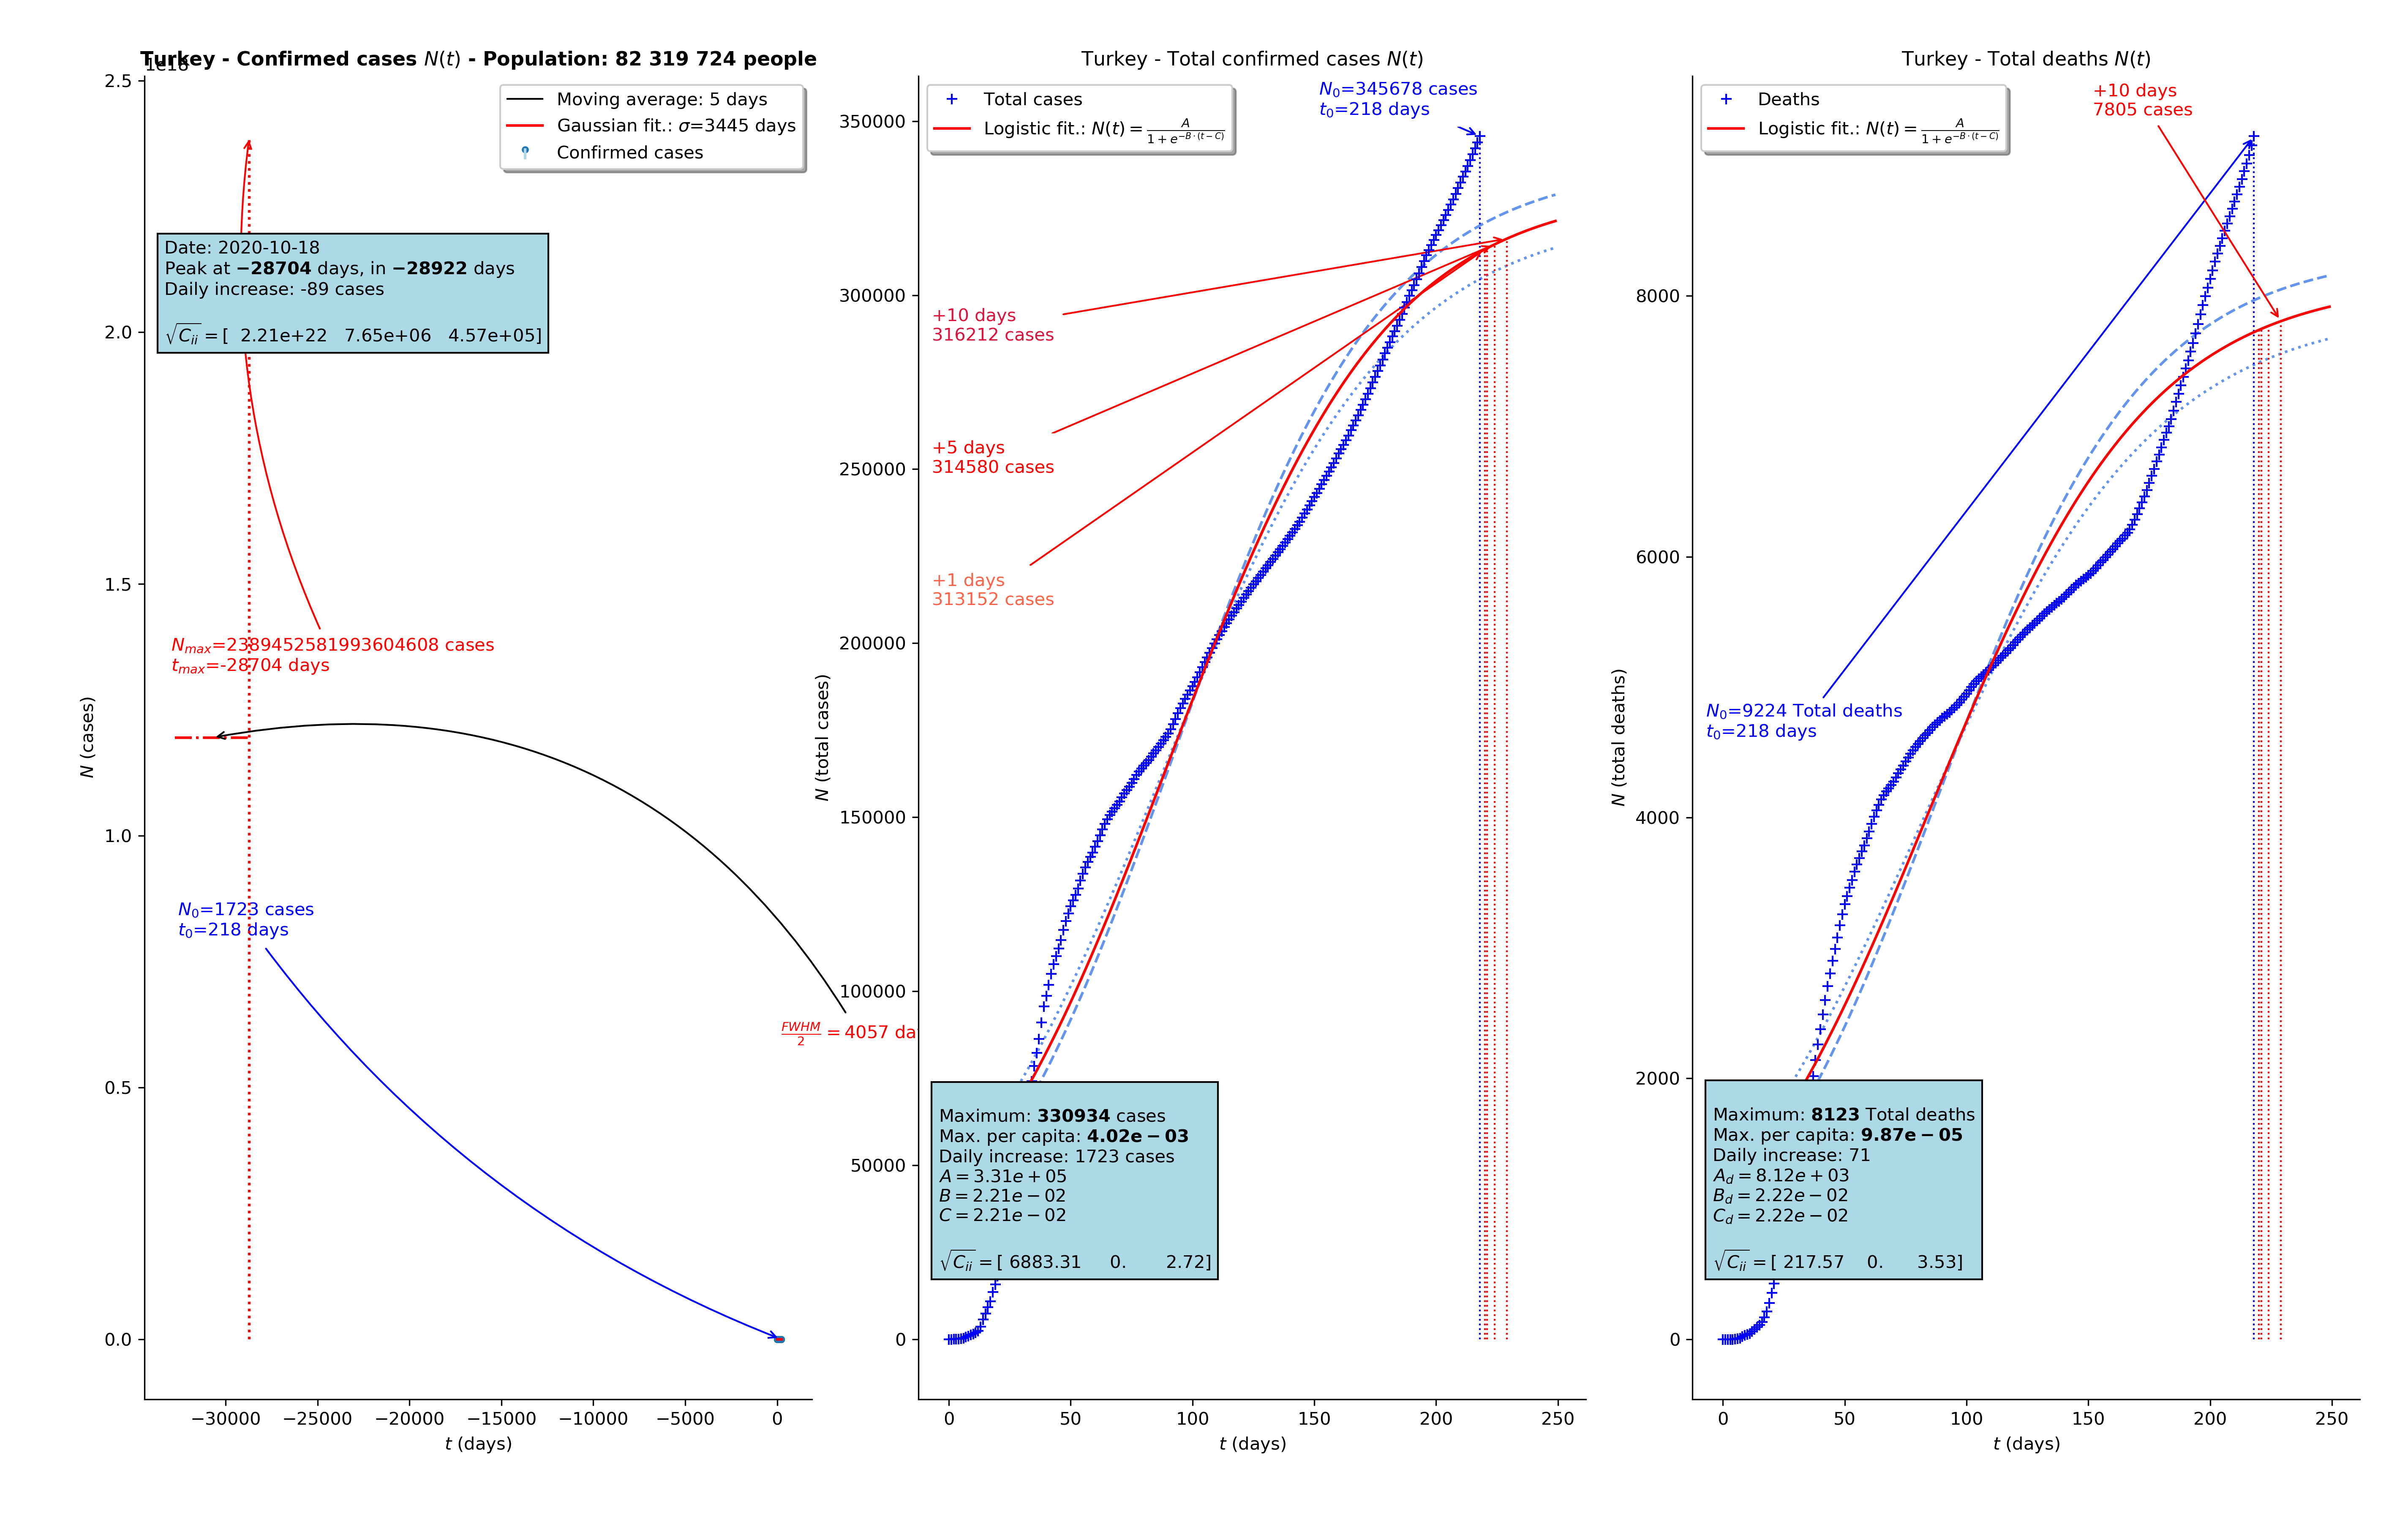 Turkey - Confirmed cases N(t) - Population: 82 319 724 people
1e18
2.5
2.0
1.5
1.0
0.5
0.0
N (cases)
Moving average: 5 days
Gaussian fit.: σ=3445 days
Confirmed cases
Date: 2020-10-18
Peak at −28704 days, in −28922 days
Daily increase: -89 cases
√C_ii = [ 2.21e+22 7.65e+06 4.57e+05]
N_max=2389452581993604608 cases
t_max=-28704 days
N_0=1723 cases
t_0=218 days
FWHM/2 = 4057 da
−30000 −25000 −20000 −15000 −10000 −5000 0
t (days)
Turkey - Total confirmed cases N(t)
350000
300000
250000
200000
150000
100000
50000
0
N (total cases)
Total cases
Logistic fit.: N(t) = A/(1 + e^{−B·(t−C)})
N_0=345678 cases
t_0=218 days
+10 days
316212 cases
+5 days
314580 cases
+1 days
313152 cases
Maximum: 330934 cases
Max. per capita: 4.02e − 03
Daily increase: 1723 cases
A = 3.31e + 05
B = 2.21e − 02
C = 2.21e − 02
√C_ii = [ 6883.31 0. 2.72]
0 50 100 150 200 250
t (days)
Turkey - Total deaths N(t)
8000
6000
4000
2000
0
N (total deaths)
Deaths
Logistic fit.: N(t) = A/(1 + e^{−B·(t−C)})
+10 days
7805 cases
N_0=9224 Total deaths
t_0=218 days
Maximum: 8123 Total deaths
Max. per capita: 9.87e − 05
Daily increase: 71
A_d = 8.12e + 03
B_d = 2.22e − 02
C_d = 2.22e − 02
√C_ii = [ 217.57 0. 3.53]
0 50 100 150 200 250
t (days)